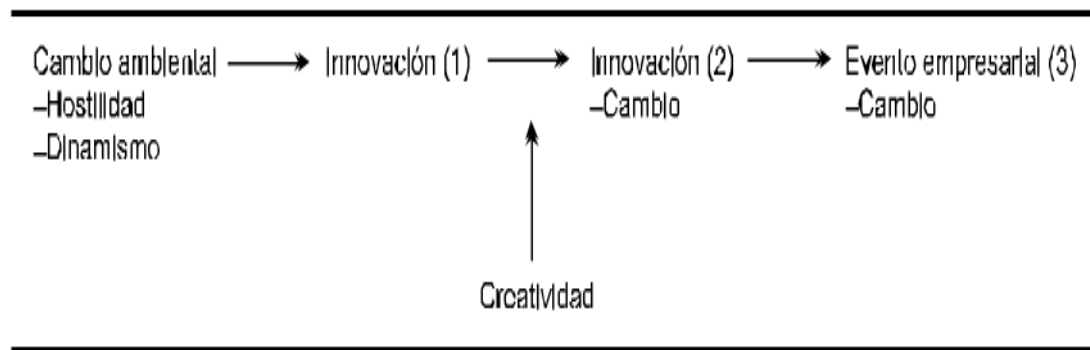 Cambio ambiental → Innovación (1) → Innovación (2) → Evento empresarial (3)
–Hostilidad –Cambio –Cambio
–Dinamismo
Creatividad